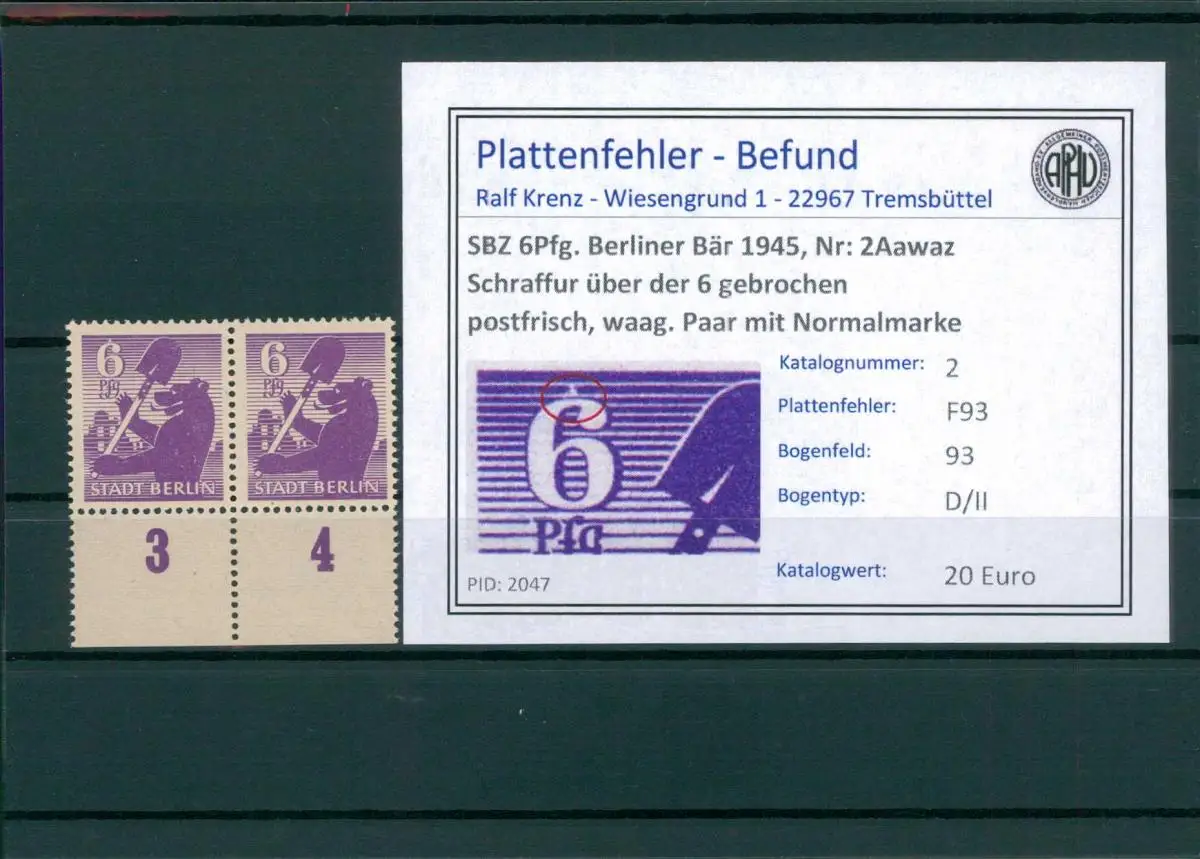 6
Pfg
STADT BERLIN
6
Pfg
STADT BERLIN
3
4
Plattenfehler - Befund
Ralf Krenz - Wiesengrund 1 - 22967 Tremsbüttel
APHV
SBZ 6Pfg. Berliner Bär 1945, Nr: 2Aawaz
Schraffur über der 6 gebrochen
postfrisch, waag. Paar mit Normalmarke
6
Pfg
Katalognummer: 2
Plattenfehler: F93
Bogenfeld: 93
Bogentyp: D/II
Katalogwert: 20 Euro
PID: 2047